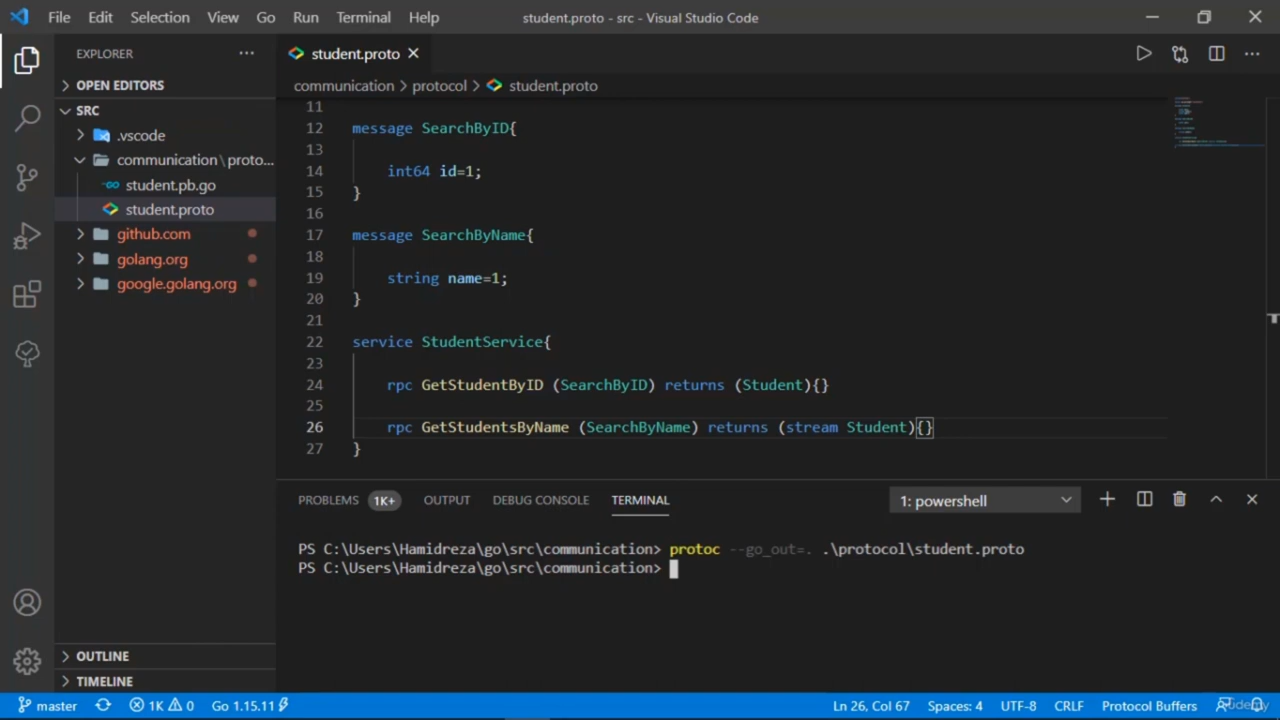 File Edit Selection View Go Run Terminal Help student.proto - src - Visual Studio Code
EXPLORER
OPEN EDITORS
SRC
.vscode
communication\proto...
student.pb.go
student.proto
github.com
golang.org
google.golang.org
OUTLINE
TIMELINE
student.proto
communication > protocol > student.proto
11
12 message SearchByID{
13
14 int64 id=1;
15 }
16
17 message SearchByName{
18
19 string name=1;
20 }
21
22 service StudentService{
23
24 rpc GetStudentByID (SearchByID) returns (Student){}
25
26 rpc GetStudentsByName (SearchByName) returns (stream Student){}
27 }
PROBLEMS 1K+ OUTPUT DEBUG CONSOLE TERMINAL 1: powershell
PS C:\Users\Hamidreza\go\src\communication> protoc --go_out=. .\protocol\student.proto
PS C:\Users\Hamidreza\go\src\communication>
master 1K 0 Go 1.15.11 Ln 26, Col 67 Spaces: 4 UTF-8 CRLF Protocol Buffers